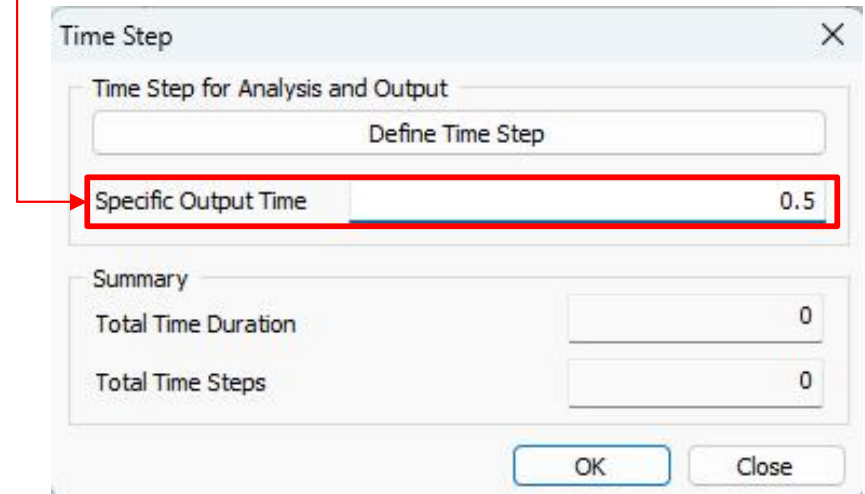 Time Step
Time Step for Analysis and Output
Define Time Step
Specific Output Time 0.5
Summary
Total Time Duration 0
Total Time Steps 0
OK Close